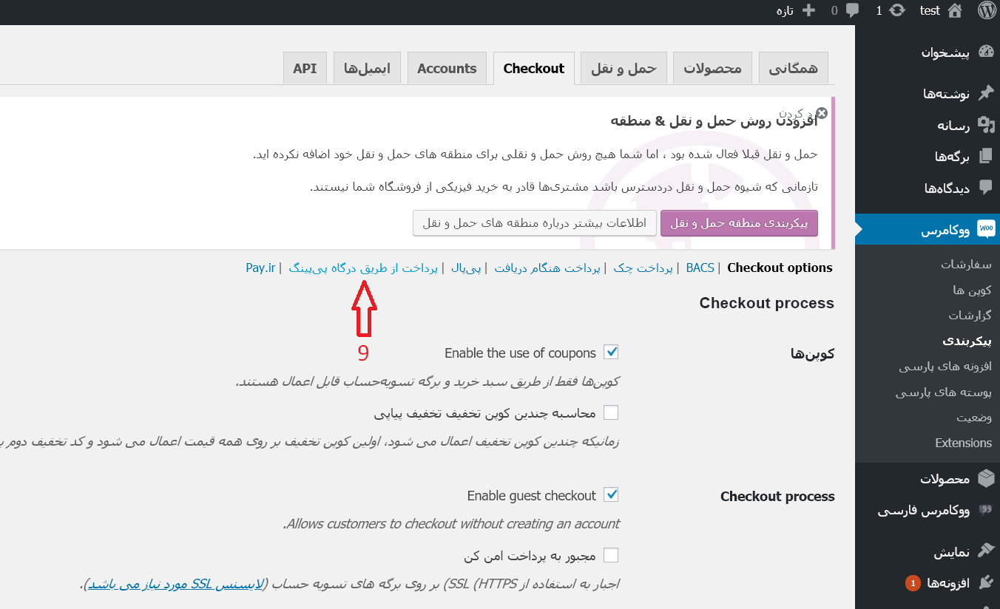 test 1 0 تازه
پیشخوان
نوشته‌ها
رسانه
برگه‌ها
دیدگاه‌ها
ووکامرس
سفارشات
کوپن ها
گزارشات
پیکربندی
افزونه های پارسی
پوسته های پارسی
وضعیت
Extensions
محصولات
ووکامرس فارسی
نمایش
افزونه‌ها 1
همگانی محصولات حمل و نقل Checkout Accounts ایمیل‌ها API
د کردن
افزودن روش حمل و نقل & منطقه
حمل و نقل قبلا فعال شده بود ، اما شما هیچ روش حمل و نقلی برای منطقه های حمل و نقل خود اضافه نکرده اید.
تازمانی که شیوه حمل و نقل دردسترس باشد مشتری‌ها قادر به خرید فیزیکی از فروشگاه شما نیستند.
پیکربندی منطقه حمل و نقل اطلاعات بیشتر درباره منطقه های حمل و نقل
Checkout options | BACS | پرداخت چک | پرداخت هنگام دریافت | پی‌پال | پرداخت از طریق درگاه پی‌پینگ | Pay.ir
9
Checkout process
کوپن‌ها
Enable the use of coupons
کوپن‌ها فقط از طریق سبد خرید و برگه تسویه‌حساب قابل اعمال هستند.
محاسبه چندین کوپن تخفیف تخفیف پیاپی
زمانیکه چندین کوپن تخفیف اعمال می شود، اولین کوپن تخفیف بر روی همه قیمت اعمال می شود و کد تخفیف دوم
Checkout process
Enable guest checkout
Allows customers to checkout without creating an account.
مجبور به پرداخت امن کن
اجبار به استفاده از SSL (HTTPS) بر روی برگه های تسویه حساب (لایسنس SSL مورد نیاز می باشد).